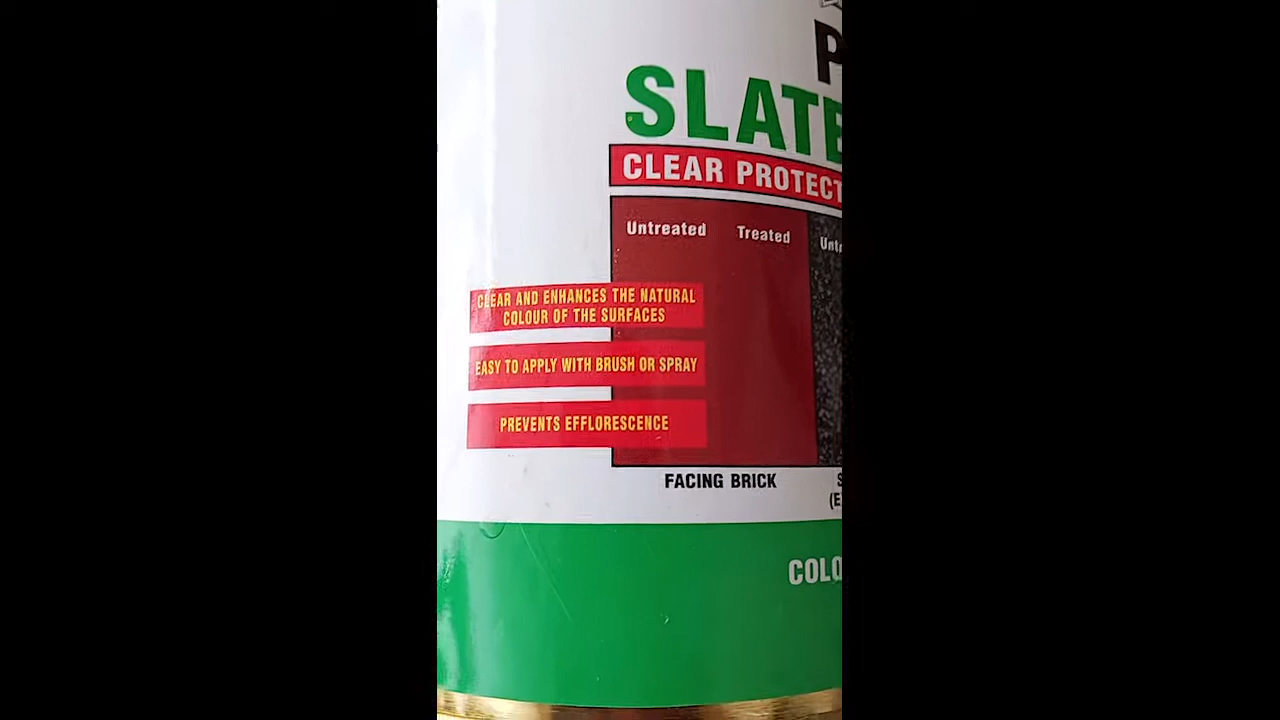 P
SLATE
CLEAR PROTECT
Untreated Treated Unt
CLEAR AND ENHANCES THE NATURAL
COLOUR OF THE SURFACES
EASY TO APPLY WITH BRUSH OR SPRAY
PREVENTS EFFLORESCENCE
FACING BRICK S
(E
COLO